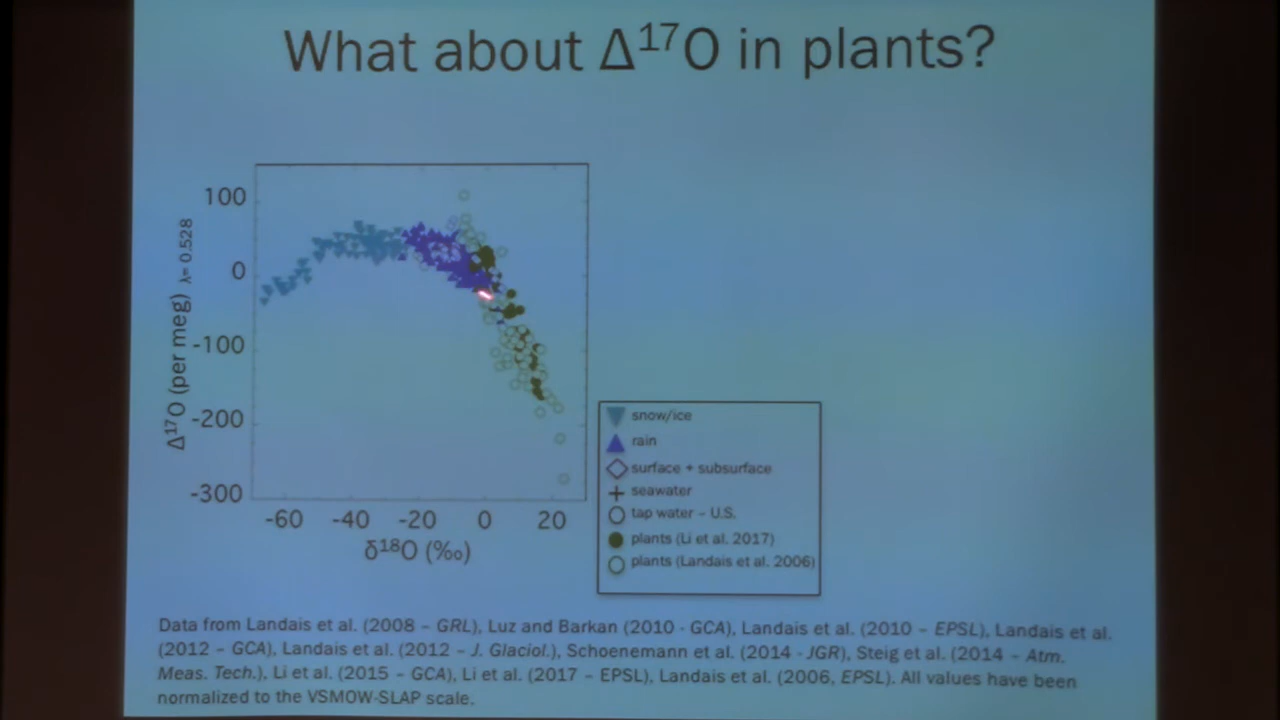 What about Δ¹⁷O in plants?
Δ¹⁷O (per meg) λ= 0.528
100
0
-100
-200
-300
-60 -40 -20 0 20
δ¹⁸O (‰)
snow/ice
rain
surface + subsurface
seawater
tap water – U.S.
plants (Li et al. 2017)
plants (Landais et al. 2006)
Data from Landais et al. (2008 – GRL), Luz and Barkan (2010 - GCA), Landais et al. (2010 – EPSL), Landais et al.
(2012 – GCA), Landais et al. (2012 – J. Glaciol.), Schoenemann et al. (2014 - JGR), Steig et al. (2014 – Atm.
Meas. Tech.), Li et al. (2015 – GCA), Li et al. (2017 – EPSL), Landais et al. (2006, EPSL). All values have been
normalized to the VSMOW-SLAP scale.